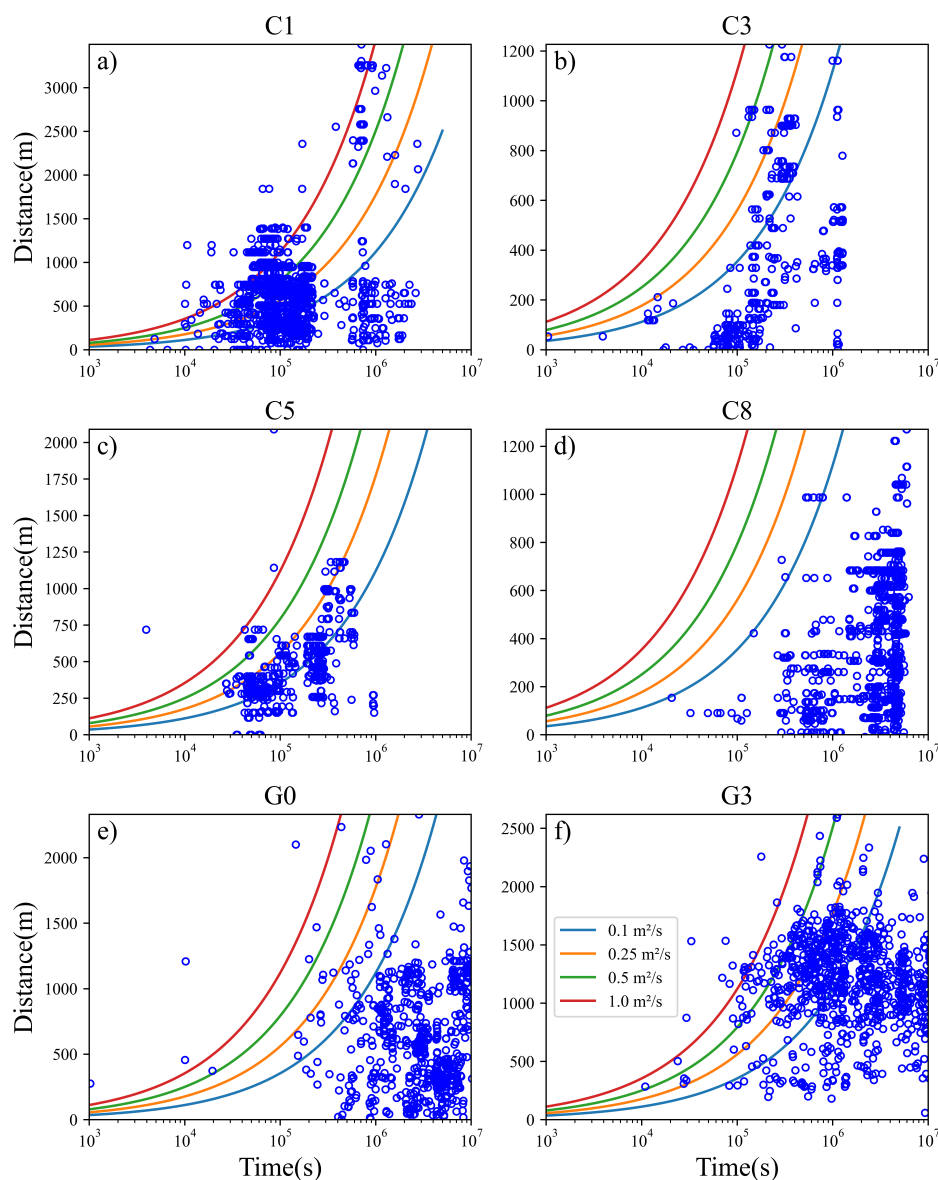 C1
C3
a)
b)
3000
2500
2000
1500
1000
500
0
1200
1000
800
600
400
200
0
Distance(m)
10³ 10⁴ 10⁵ 10⁶ 10⁷
10³ 10⁴ 10⁵ 10⁶ 10⁷
C5
C8
c)
d)
2000
1750
1500
1250
1000
750
500
250
0
1200
1000
800
600
400
200
0
Distance(m)
10³ 10⁴ 10⁵ 10⁶ 10⁷
10³ 10⁴ 10⁵ 10⁶ 10⁷
G0
G3
e)
f)
2000
1500
1000
500
0
2500
2000
1500
1000
500
0
Distance(m)
0.1 m²/s
0.25 m²/s
0.5 m²/s
1.0 m²/s
10³ 10⁴ 10⁵ 10⁶ 10⁷
10³ 10⁴ 10⁵ 10⁶ 10⁷
Time(s)
Time(s)